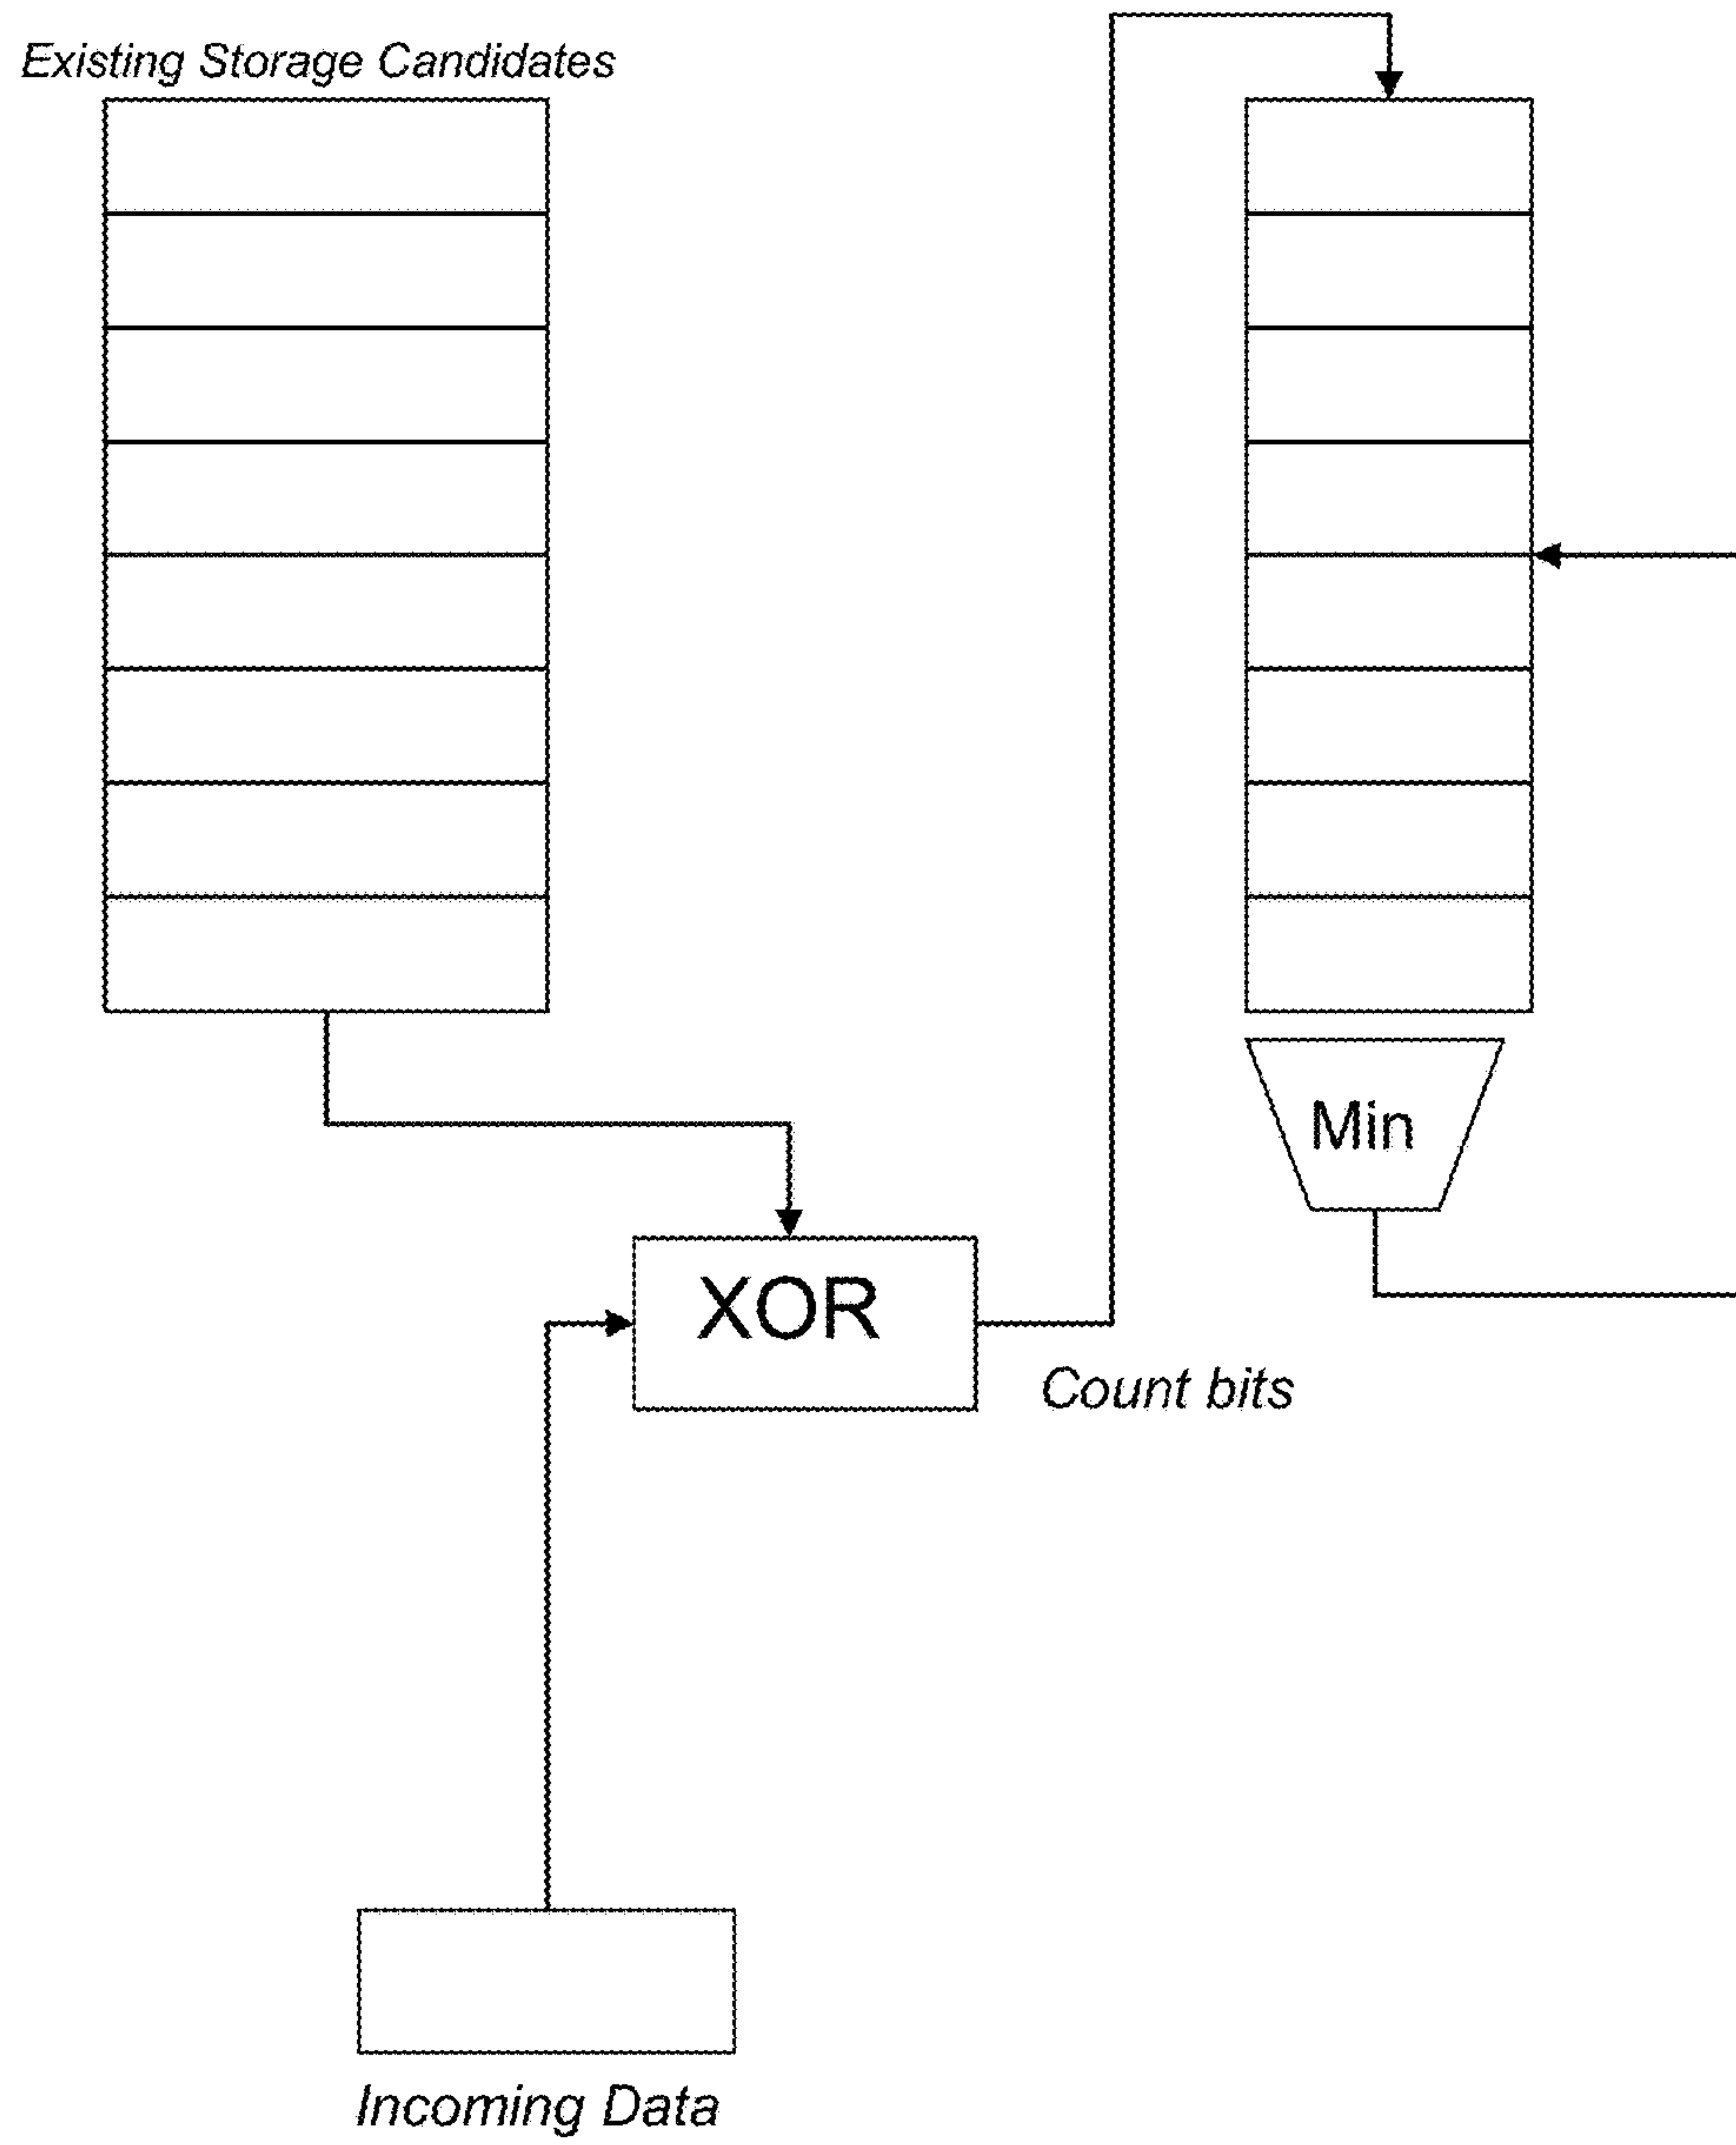 Existing Storage Candidates
Min
XOR
Count bits
Incoming Data